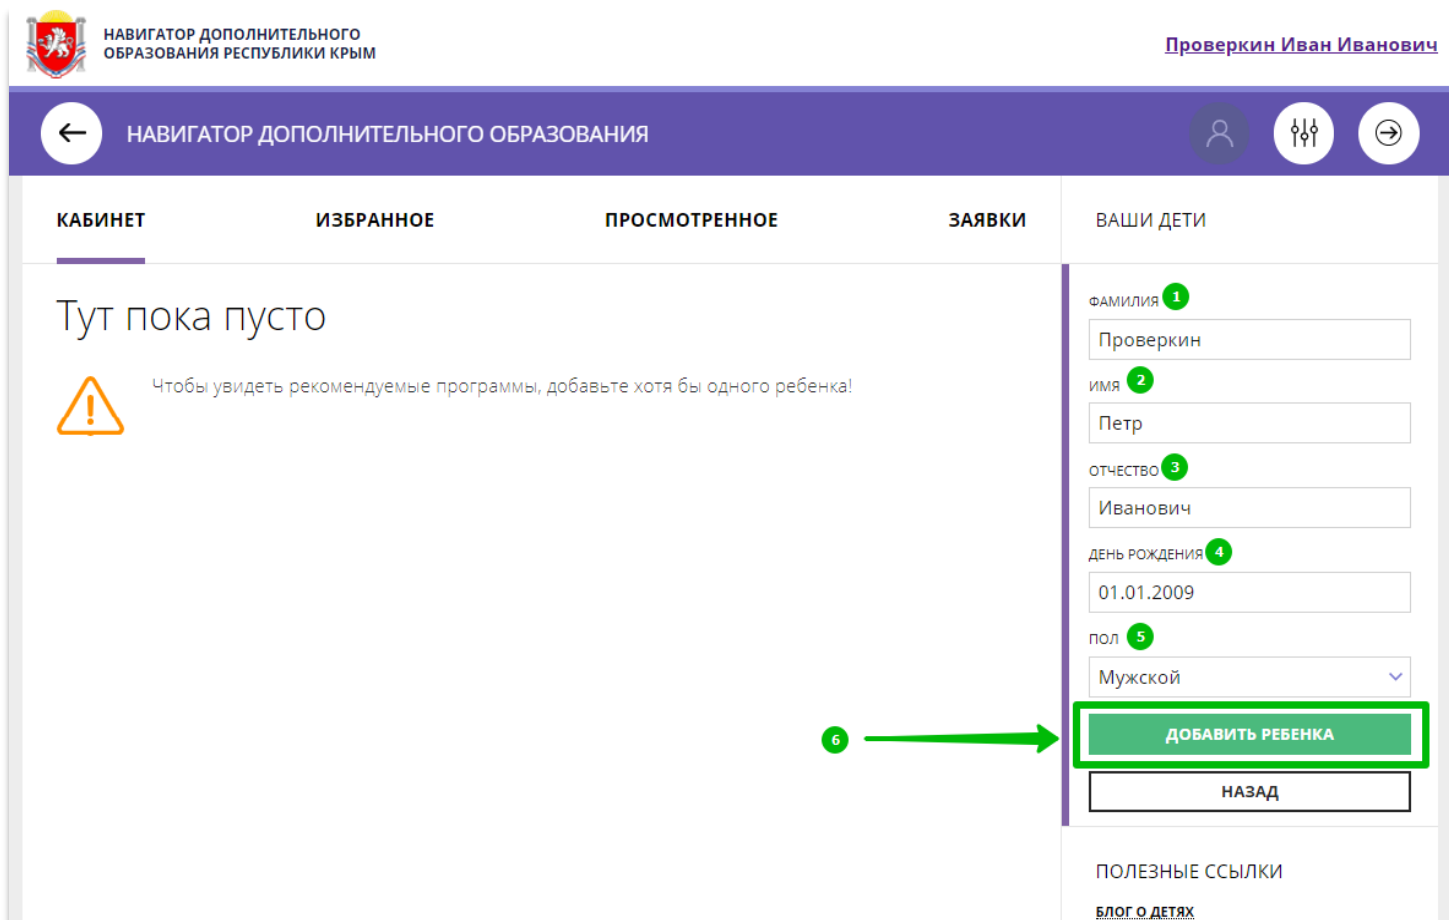 НАВИГАТОР ДОПОЛНИТЕЛЬНОГО
ОБРАЗОВАНИЯ РЕСПУБЛИКИ КРЫМ
Проверкин Иван Иванович
НАВИГАТОР ДОПОЛНИТЕЛЬНОГО ОБРАЗОВАНИЯ
КАБИНЕТ ИЗБРАННОЕ ПРОСМОТРЕННОЕ ЗАЯВКИ
Тут пока пусто
Чтобы увидеть рекомендуемые программы, добавьте хотя бы одного ребенка!
ВАШИ ДЕТИ
ФАМИЛИЯ 1
Проверкин
ИМЯ 2
Петр
ОТЧЕСТВО 3
Иванович
ДЕНЬ РОЖДЕНИЯ 4
01.01.2009
ПОЛ 5
Мужской
6 ДОБАВИТЬ РЕБЕНКА
НАЗАД
ПОЛЕЗНЫЕ ССЫЛКИ
БЛОГ О ДЕТЯХ